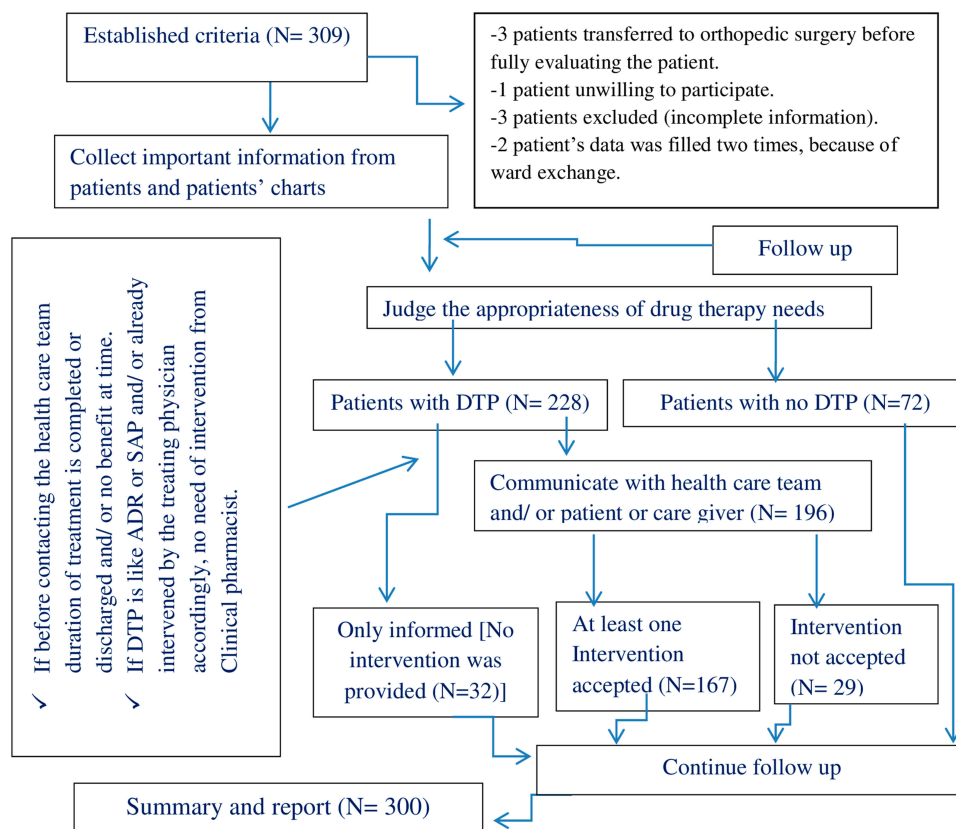 Established criteria (N= 309)
-3 patients transferred to orthopedic surgery before
fully evaluating the patient.
-1 patient unwilling to participate.
-3 patients excluded (incomplete information).
-2 patient's data was filled two times, because of
ward exchange.
Collect important information from
patients and patients' charts
Follow up
Judge the appropriateness of drug therapy needs
✓ If before contacting the health care team
duration of treatment is completed or
discharged and/ or no benefit at time.
✓ If DTP is like ADR or SAP and/ or already
intervened by the treating physician
accordingly, no need of intervention from
Clinical pharmacist.
Patients with DTP (N= 228)
Patients with no DTP (N=72)
Communicate with health care team
and/ or patient or care giver (N= 196)
Only informed [No
intervention was
provided (N=32)]
At least one
Intervention
accepted (N=167)
Intervention
not accepted
(N= 29)
Continue follow up
Summary and report (N= 300)